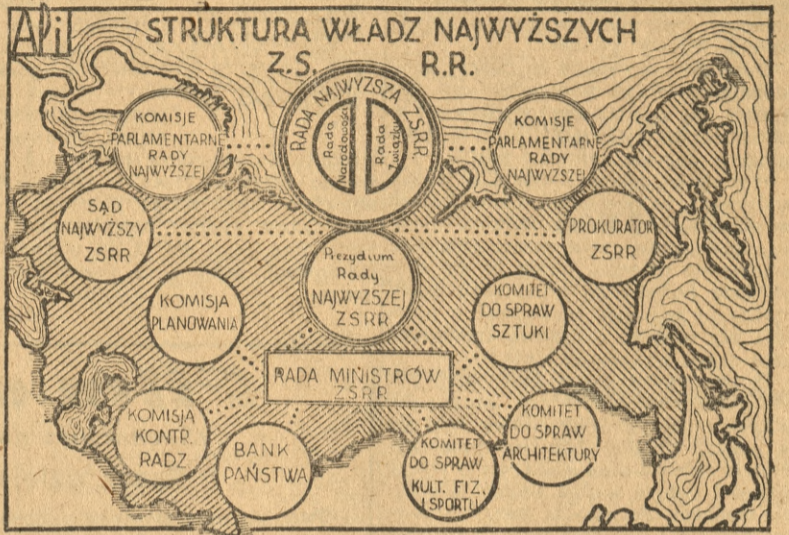 APil
STRUKTURA WŁADZ NAJWYŻSZYCH
Z.S. R.R.
RADA NAJWYŻSZA ZSRR
Rada
Narodowości
Rada
Związku
KOMISJE
PARLAMENTARNE
RADY
NAJWYŻSZEJ
KOMISJE
PARLAMENTARNE
RADY
NAJWYŻSZEJ
SĄD
NAJWYŻSZY
ZSRR
PROKURATOR
ZSRR
Prezydium
Rady
NAJWYŻSZEJ
ZSRR
KOMISJA
PLANOWANIA
KOMITET
DO SPRAW
SZTUKI
RADA MINISTRÓW
ZSRR
KOMISJA
KONTR.
RADZ
BANK
PAŃSTWA
KOMITET
DO SPRAW
KULT. FIZ.
I SPORTU
KOMITET
DO SPRAW
ARCHITEKTURY